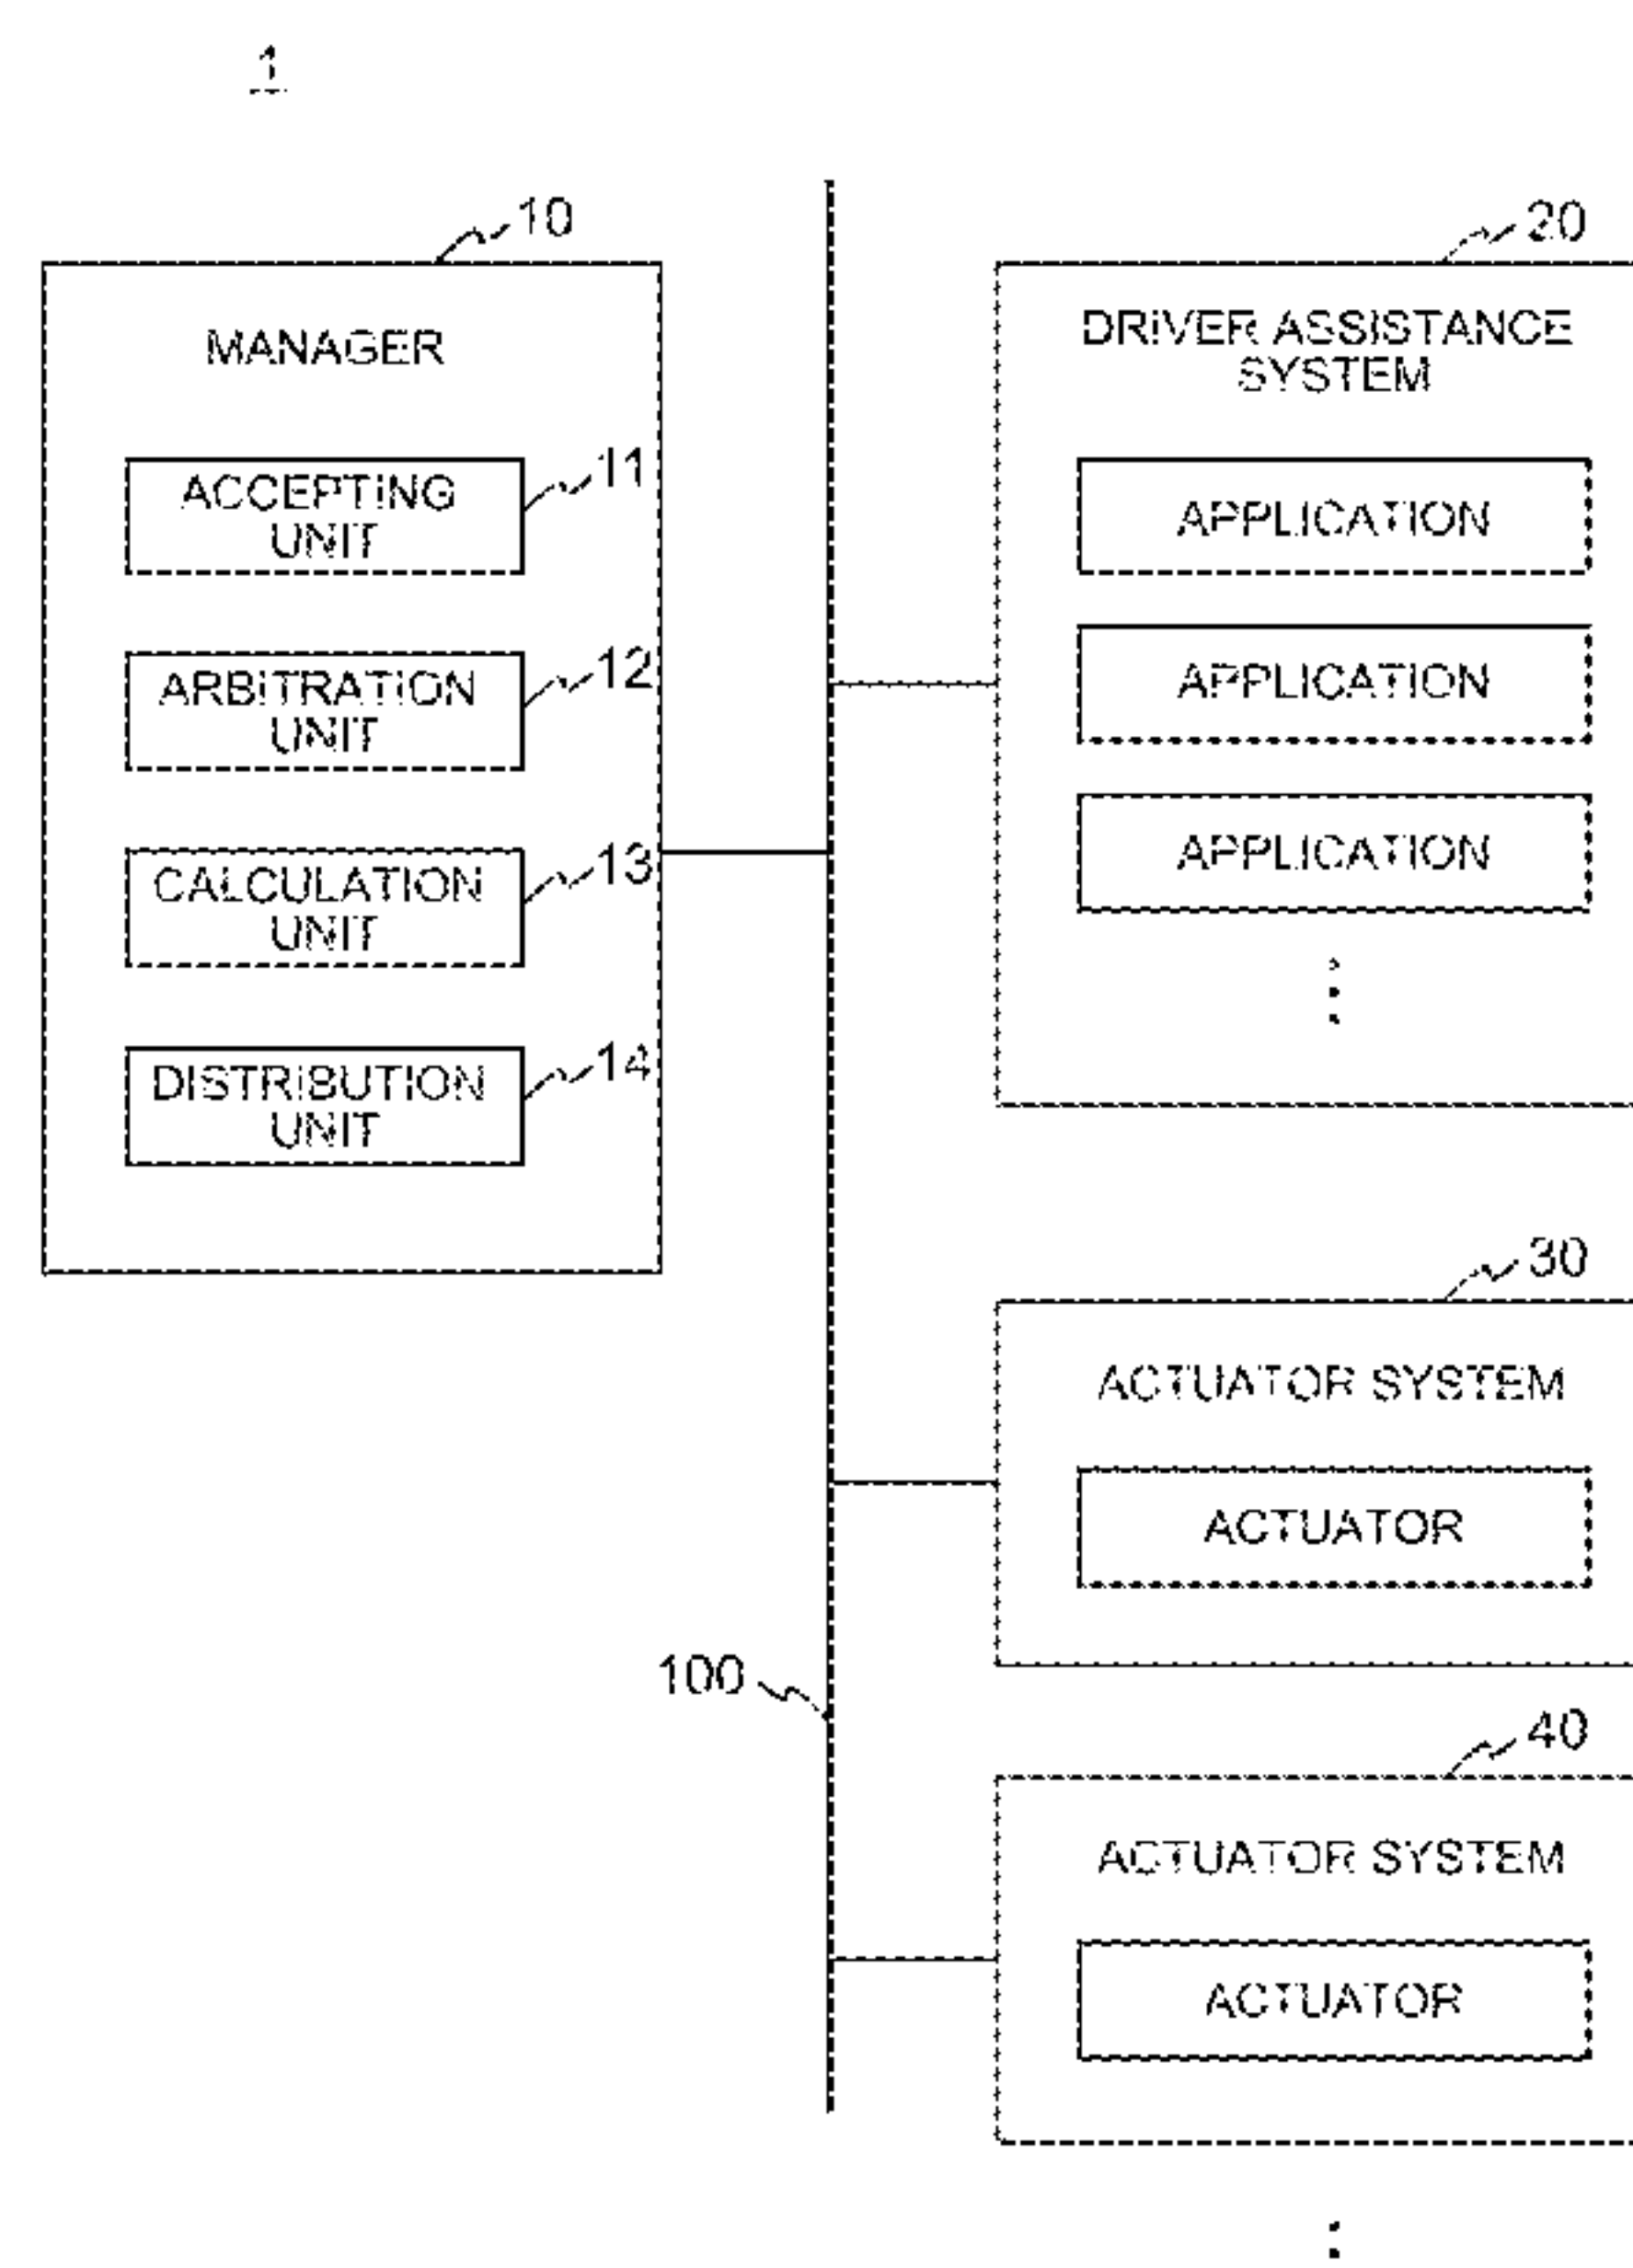 1
10
MANAGER
11
ACCEPTING
UNIT
12
ARBITRATION
UNIT
13
CALCULATION
UNIT
14
DISTRIBUTION
UNIT
20
DRIVER ASSISTANCE
SYSTEM
APPLICATION
APPLICATION
APPLICATION
30
ACTUATOR SYSTEM
ACTUATOR
100
40
ACTUATOR SYSTEM
ACTUATOR